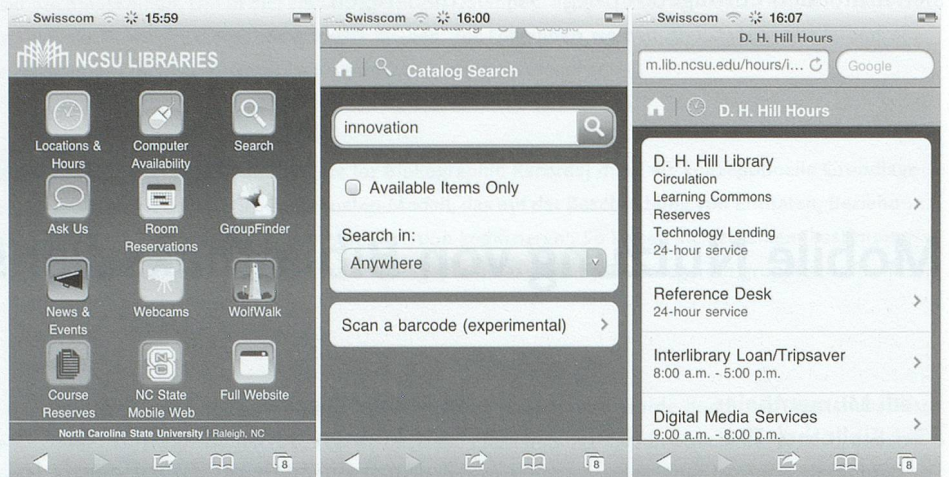 Swisscom 15:59
NCSU LIBRARIES
Locations & Hours
Computer Availability
Search
Ask Us
Room Reservations
GroupFinder
News & Events
Webcams
WolfWalk
Course Reserves
NC State Mobile Web
Full Website
North Carolina State University | Raleigh, NC
8
Swisscom 16:00
Google
Catalog Search
innovation
Available Items Only
Search in:
Anywhere
Scan a barcode (experimental)
8
Swisscom 16:07
D. H. Hill Hours
m.lib.ncsu.edu/hours/i... Google
D. H. Hill Hours
D. H. Hill Library
Circulation
Learning Commons
Reserves
Technology Lending
24-hour service
Reference Desk
24-hour service
Interlibrary Loan/Tripsaver
8:00 a.m. - 5:00 p.m.
Digital Media Services
9:00 a.m. - 8:00 p.m.
8